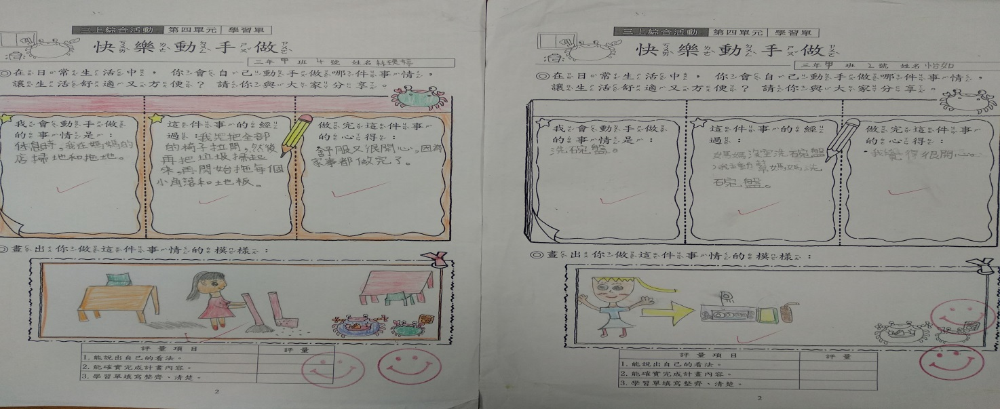 三上綜合活動 第四單元 學習單
快樂動手做
三年 甲 班 4 號 姓名
◎在日常生活中，你會自己動手做哪件事情，
讓生活舒適又方便？請你與大家分享。
我會動手做
的事情是：
休息時，我在媽媽的
店掃地和拖地。
這件事的經
過：我先把全部
的椅子拉開，然後
再把垃圾掃起
來，再開始拖每個
小角落和地板。
做完這件事
的心得：
舒服又很開心，因為
家事都做完了。
◎畫出你做這件事情的模樣：
評量項目 評量
1. 能說出自己的看法。
2. 能確實完成計畫內容。
3. 學習單填寫整齊、清楚。
2
三上綜合活動 第四單元 學習單
快樂動手做
三年 甲 班 2 號 姓名 怡如
◎在日常生活中，你會自己動手做哪件事情，
讓生活舒適又方便？請你與大家分享。
我會動手做
的事情是：
洗碗盤。
這件事的經
過：
媽媽沒空洗碗盤
，我主動幫媽媽洗
碗盤。
做完這件事
的心得：
我覺得很開心。
◎畫出你做這件事情的模樣：
評量項目 評量
1. 能說出自己的看法。
2. 能確實完成計畫內容。
3. 學習單填寫整齊、清楚。
2